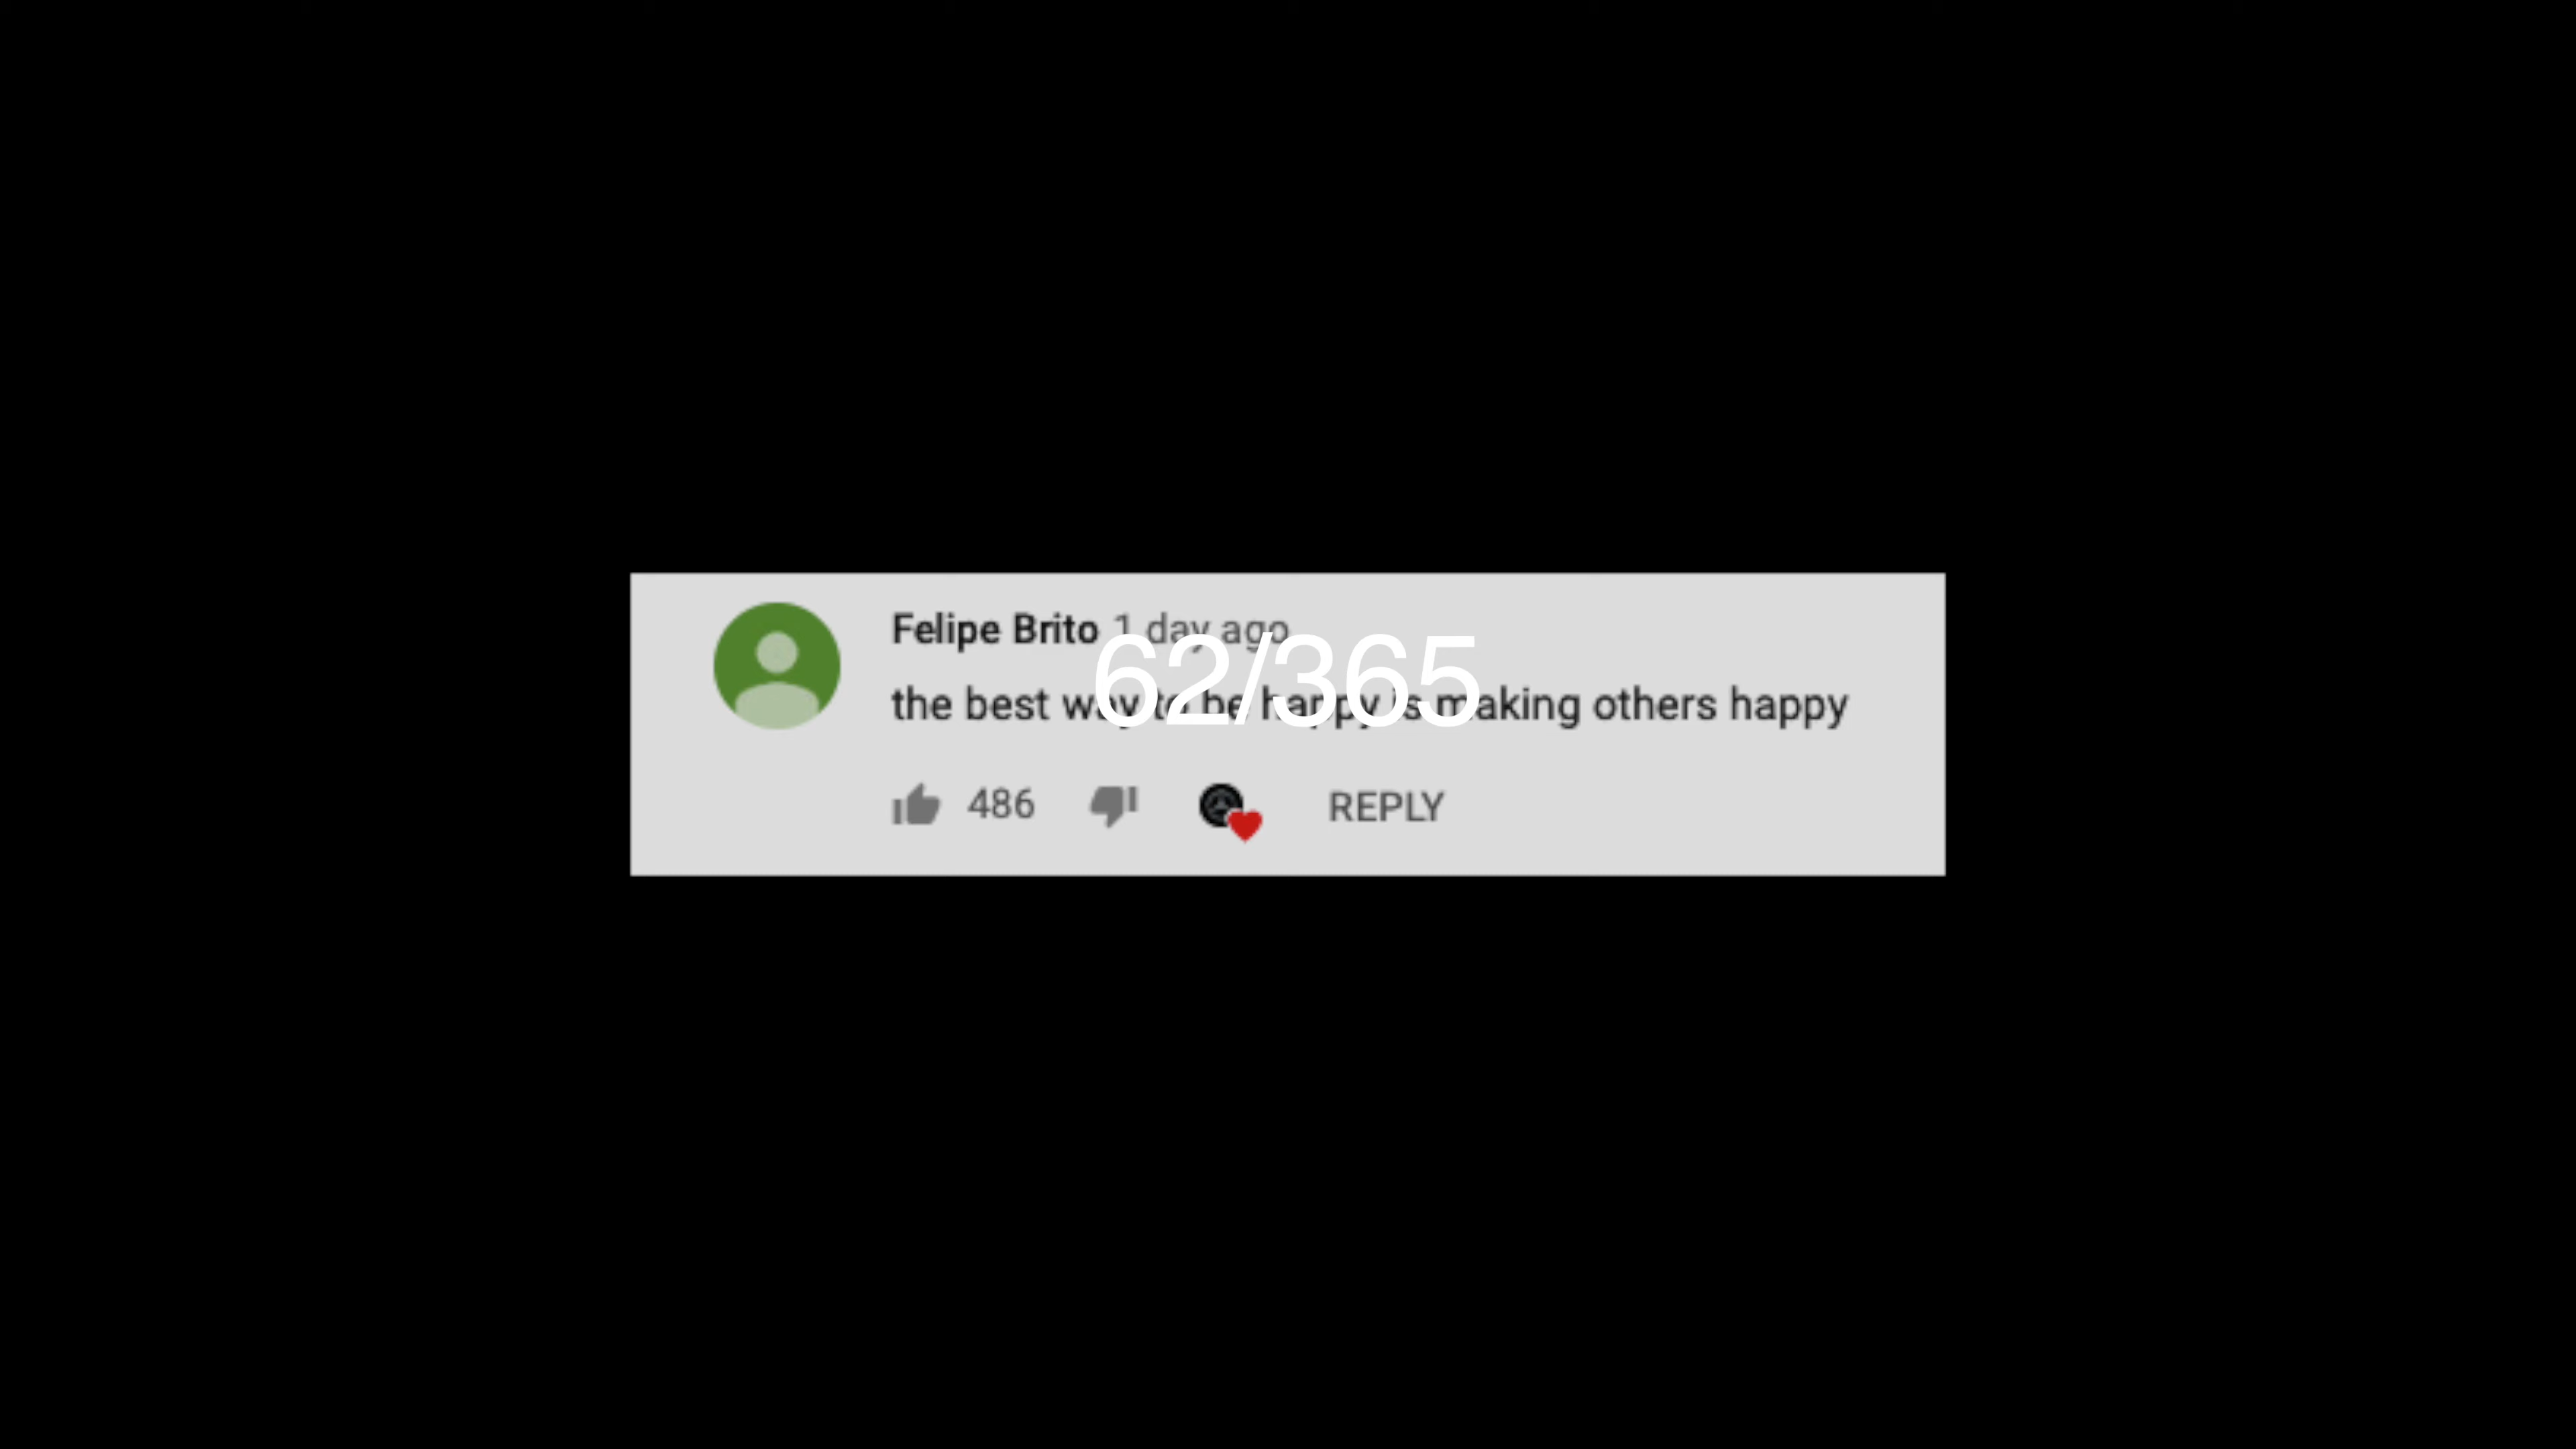 Felipe Brito 1 day ago
62/365
the best way to be happy is making others happy
486
REPLY